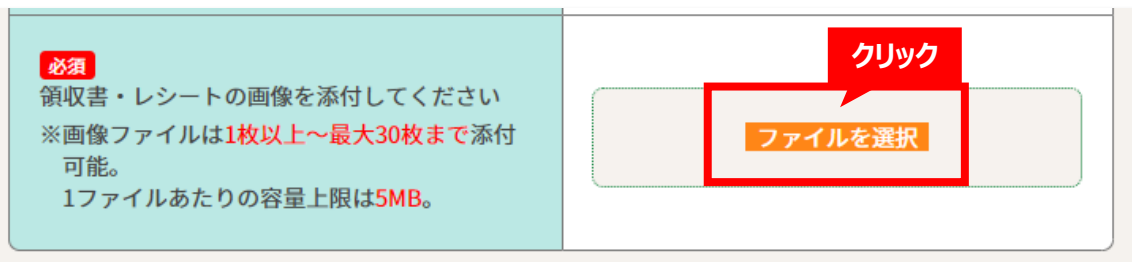 必須
領収書・レシートの画像を添付してください
※画像ファイルは1枚以上～最大30枚まで添付
可能。
1ファイルあたりの容量上限は5MB。
クリック
ファイルを選択